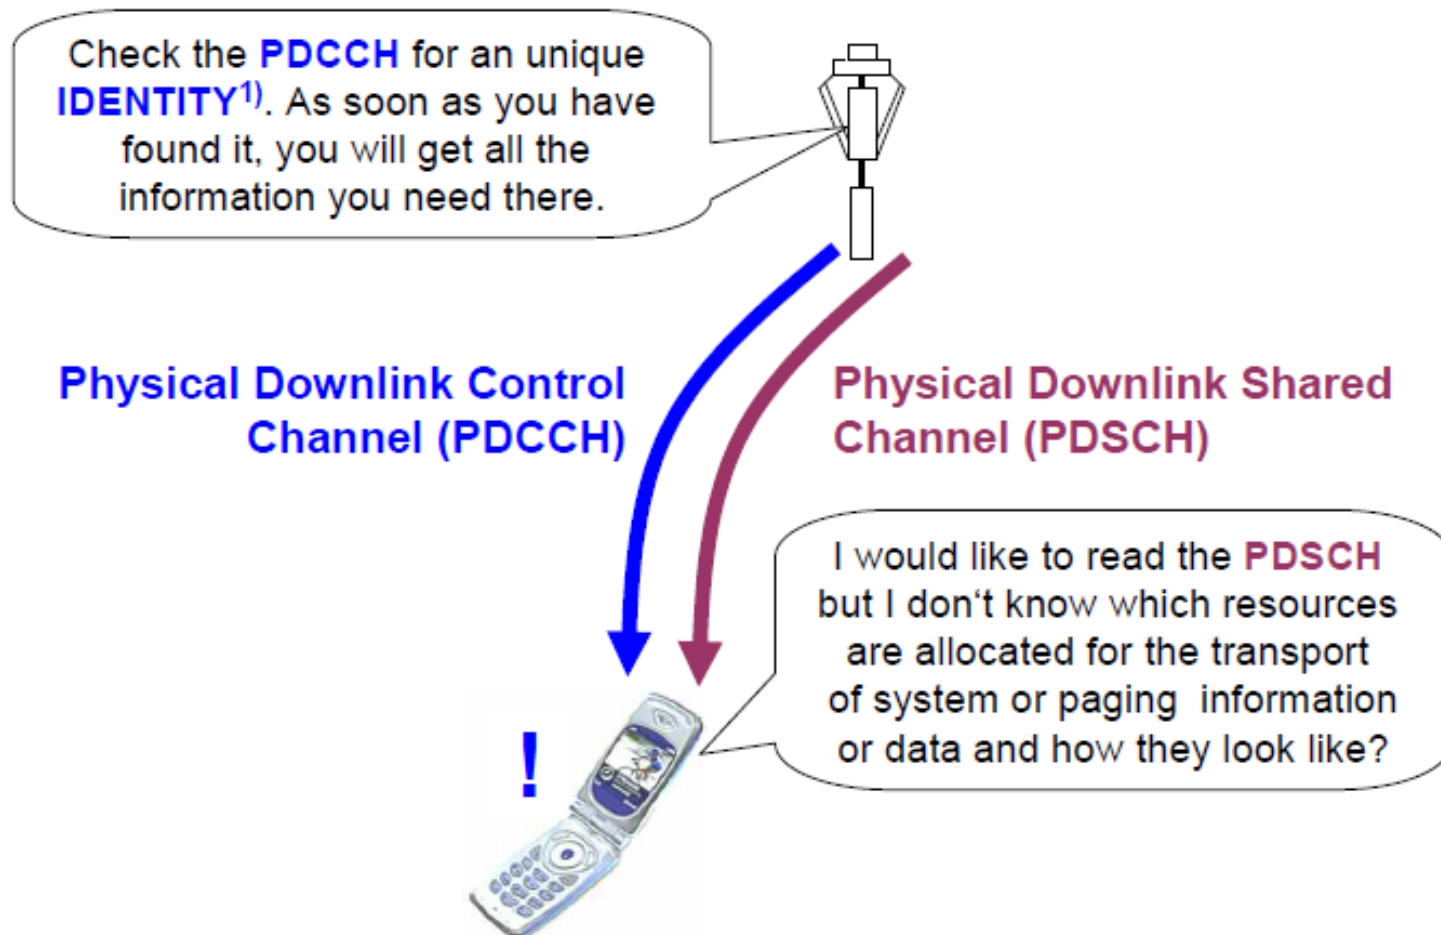 Check the PDCCH for an unique
IDENTITY1). As soon as you have
found it, you will get all the
information you need there.
Physical Downlink Control
Channel (PDCCH)
Physical Downlink Shared
Channel (PDSCH)
I would like to read the PDSCH
but I don‘t know which resources
are allocated for the transport
of system or paging information
or data and how they look like?
!